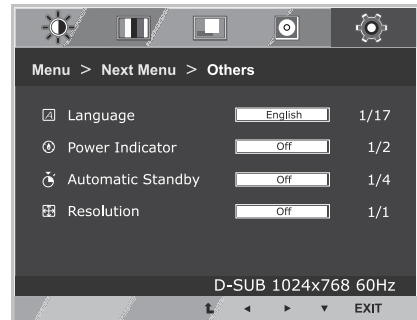 Menu > Next Menu > Others
Language English 1/17
Power Indicator Off 1/2
Automatic Standby Off 1/4
Resolution Off 1/1
D-SUB 1024x768 60Hz
EXIT